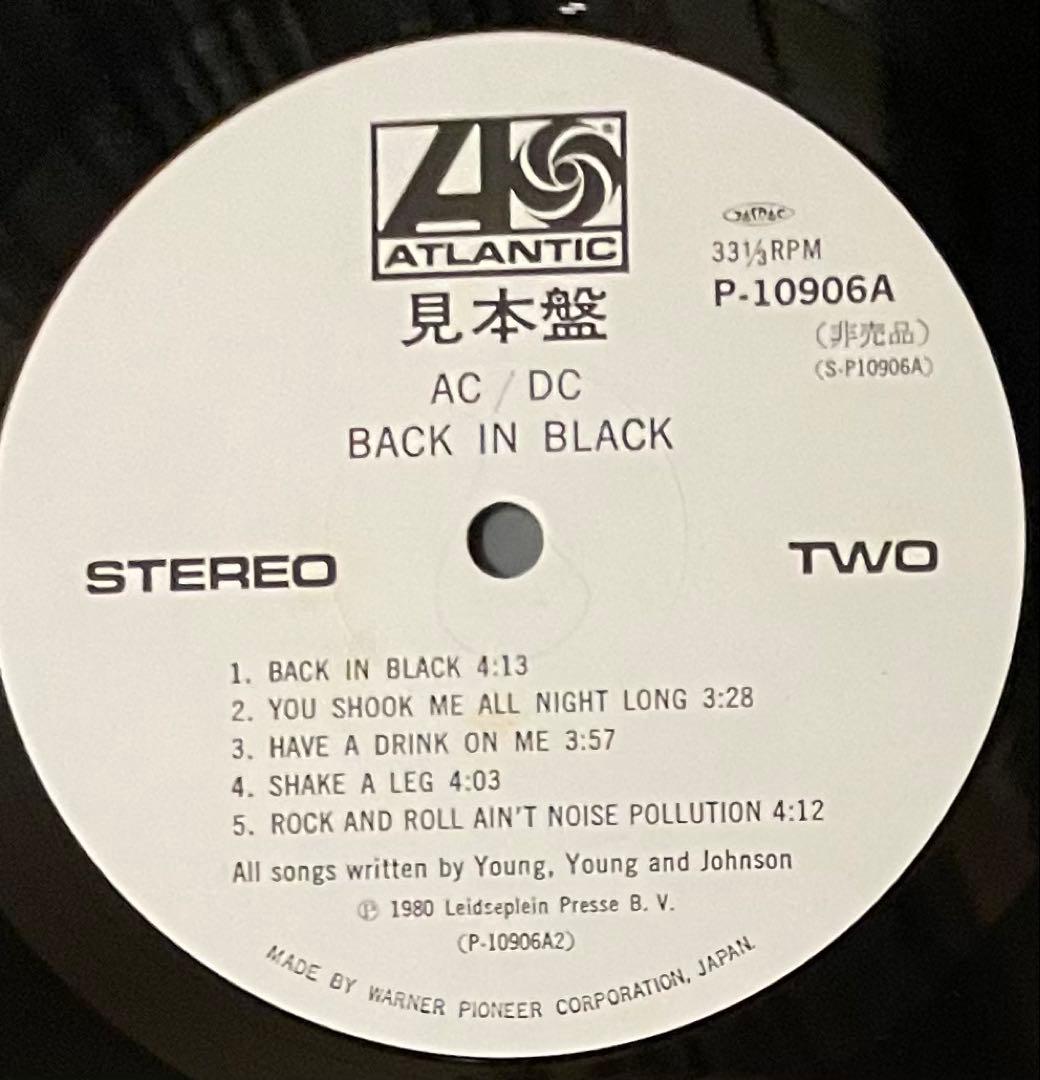 ATLANTIC
見本盤
JASRAC
33⅓RPM
P-10906A
(非売品)
(S-P10906A)
AC/DC
BACK IN BLACK
STEREO
TWO
1. BACK IN BLACK 4:13
2. YOU SHOOK ME ALL NIGHT LONG 3:28
3. HAVE A DRINK ON ME 3:57
4. SHAKE A LEG 4:03
5. ROCK AND ROLL AIN'T NOISE POLLUTION 4:12
All songs written by Young, Young and Johnson
Ⓟ 1980 Leidseplein Presse B. V.
(P-10906A2)
MADE BY WARNER PIONEER CORPORATION, JAPAN.